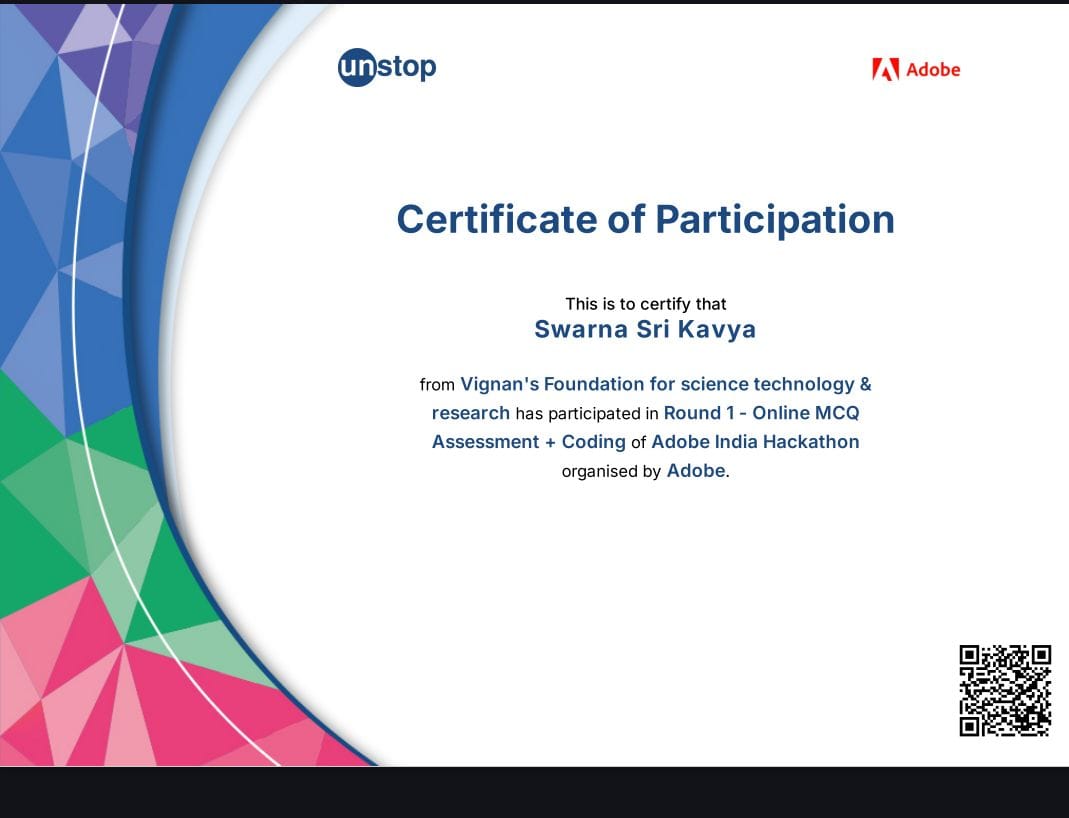 unstop
Adobe
Certificate of Participation
This is to certify that
Swarna Sri Kavya
from Vignan's Foundation for science technology &
research has participated in Round 1 - Online MCQ
Assessment + Coding of Adobe India Hackathon
organised by Adobe.